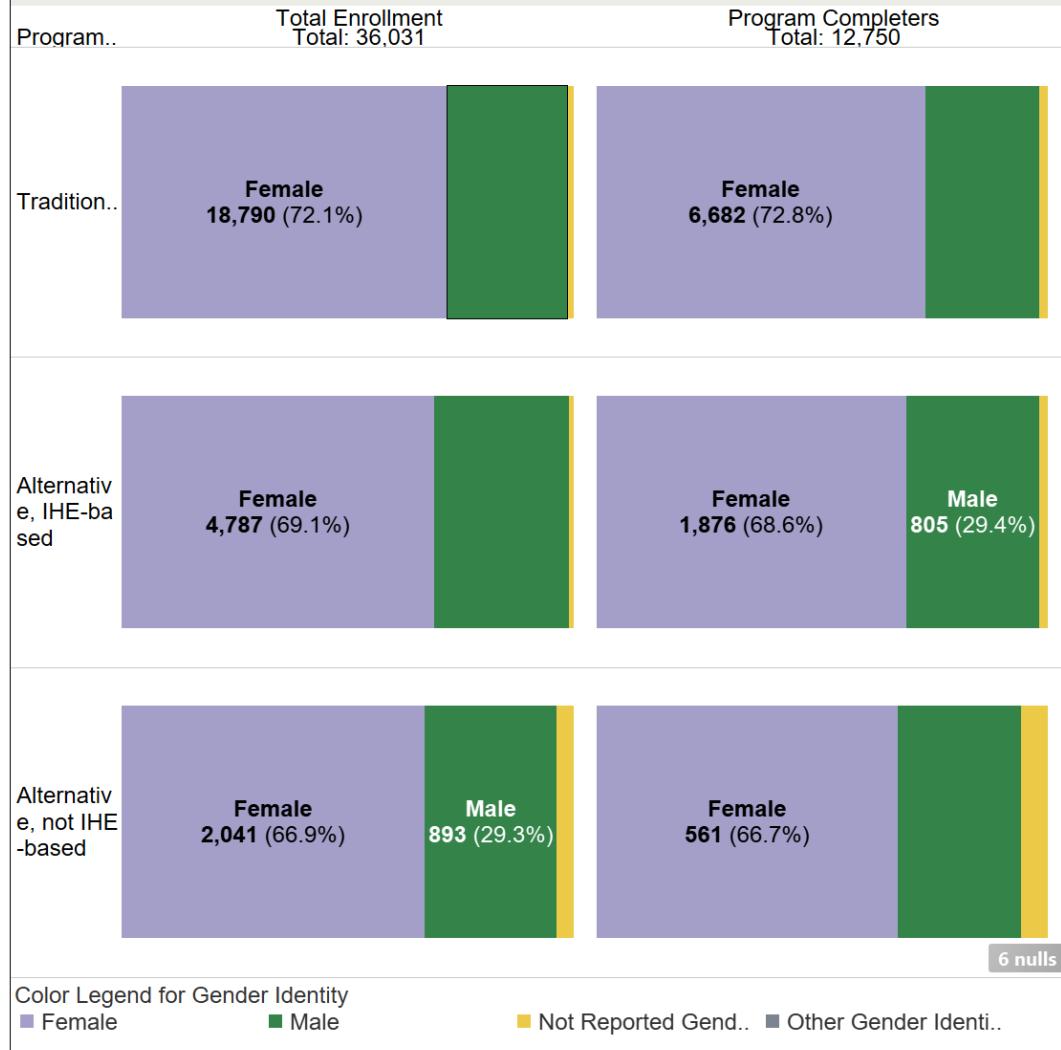 Total Enrollment
Program Completers
Program..
Total: 36,031
Total: 12,750
Tradition..
Female
18,790 (72.1%)
Female
6,682 (72.8%)
Alternativ
e, IHE-ba
sed
Female
4,787 (69.1%)
Female
1,876 (68.6%)
Male
805 (29.4%)
Alternativ
e, not IHE
-based
Female
2,041 (66.9%)
Male
893 (29.3%)
Female
561 (66.7%)
6 nulls
Color Legend for Gender Identity
Female
Male
Not Reported Gend..
Other Gender Identi..